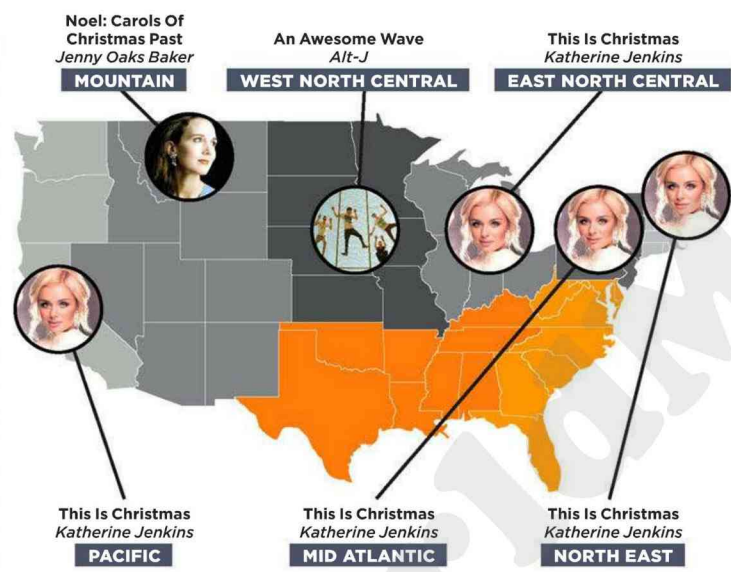 Noel: Carols Of
Christmas Past
Jenny Oaks Baker
MOUNTAIN
An Awesome Wave
Alt-J
WEST NORTH CENTRAL
This Is Christmas
Katherine Jenkins
EAST NORTH CENTRAL
This Is Christmas
Katherine Jenkins
PACIFIC
This Is Christmas
Katherine Jenkins
MID ATLANTIC
This Is Christmas
Katherine Jenkins
NORTH EAST